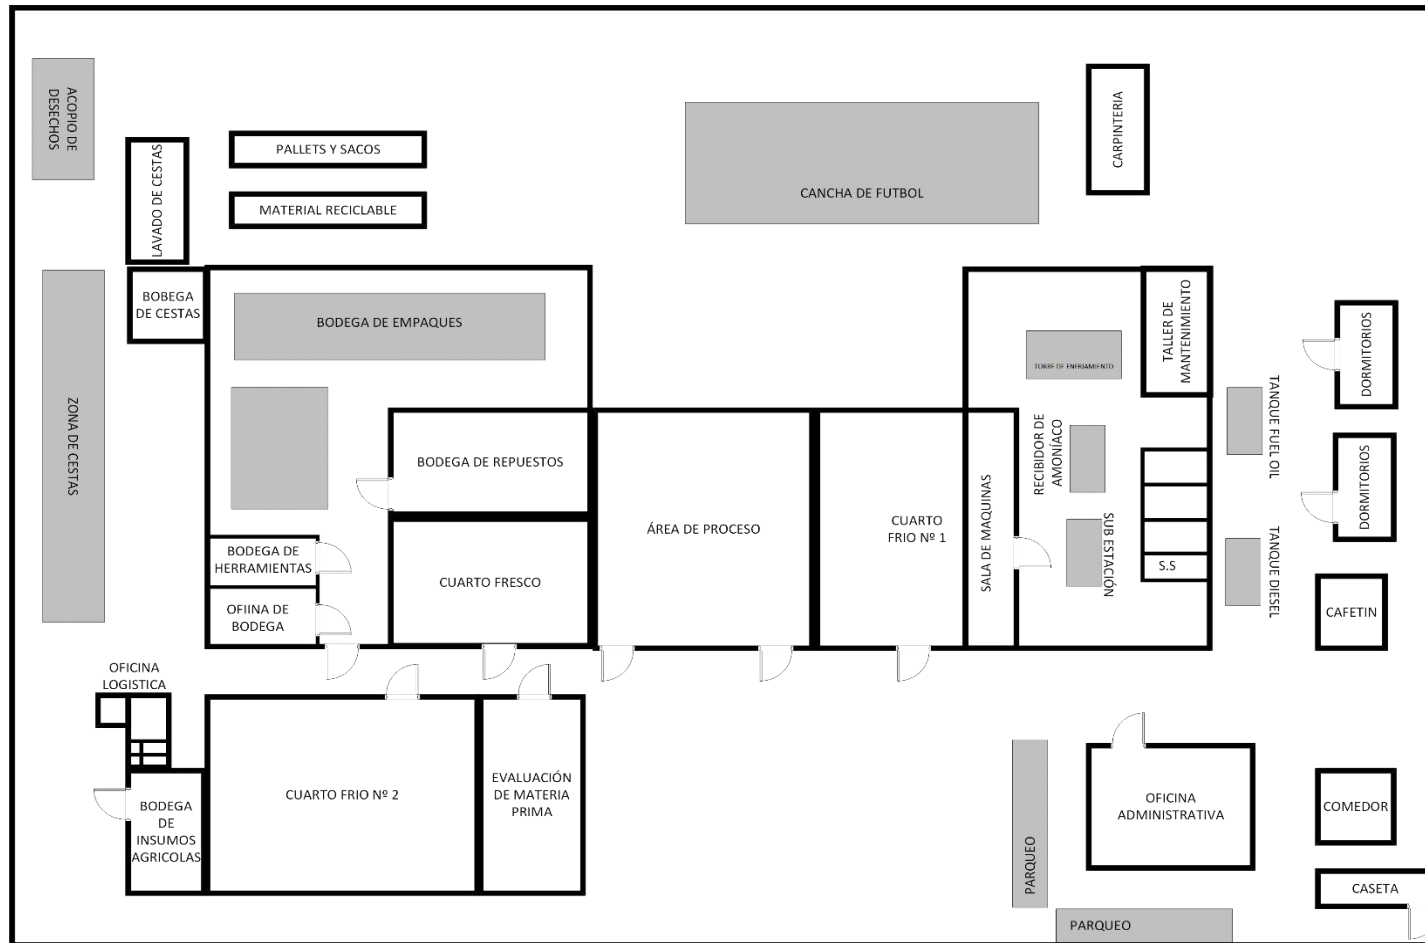 ACOPIO DE
DESECHOS
LAVADO DE CESTAS
PALLETS Y SACOS
MATERIAL RECICLABLE
CANCHA DE FUTBOL
CARPINTERIA
BOBEGA
DE CESTAS
BODEGA DE EMPAQUES
TALLER DE
MANTENIMIENTO
TORRE DE ENFRIAMIENTO
DORMITORIOS
ZONA DE CESTAS
BODEGA DE REPUESTOS
RECIBIDOR DE
AMONÍACO
TANQUE FUEL OIL
DORMITORIOS
ÁREA DE PROCESO
CUARTO
FRIO Nº 1
SALA DE MAQUINAS
SUB ESTACIÓN
S.S
TANQUE DIESEL
BODEGA DE
HERRAMIENTAS
CUARTO FRESCO
OFIINA DE
BODEGA
CAFETIN
OFICINA
LOGISTICA
CUARTO FRIO Nº 2
EVALUACIÓN
DE MATERIA
PRIMA
BODEGA
DE
INSUMOS
AGRICOLAS
OFICINA
ADMINISTRATIVA
COMEDOR
PARQUEO
CASETA
PARQUEO